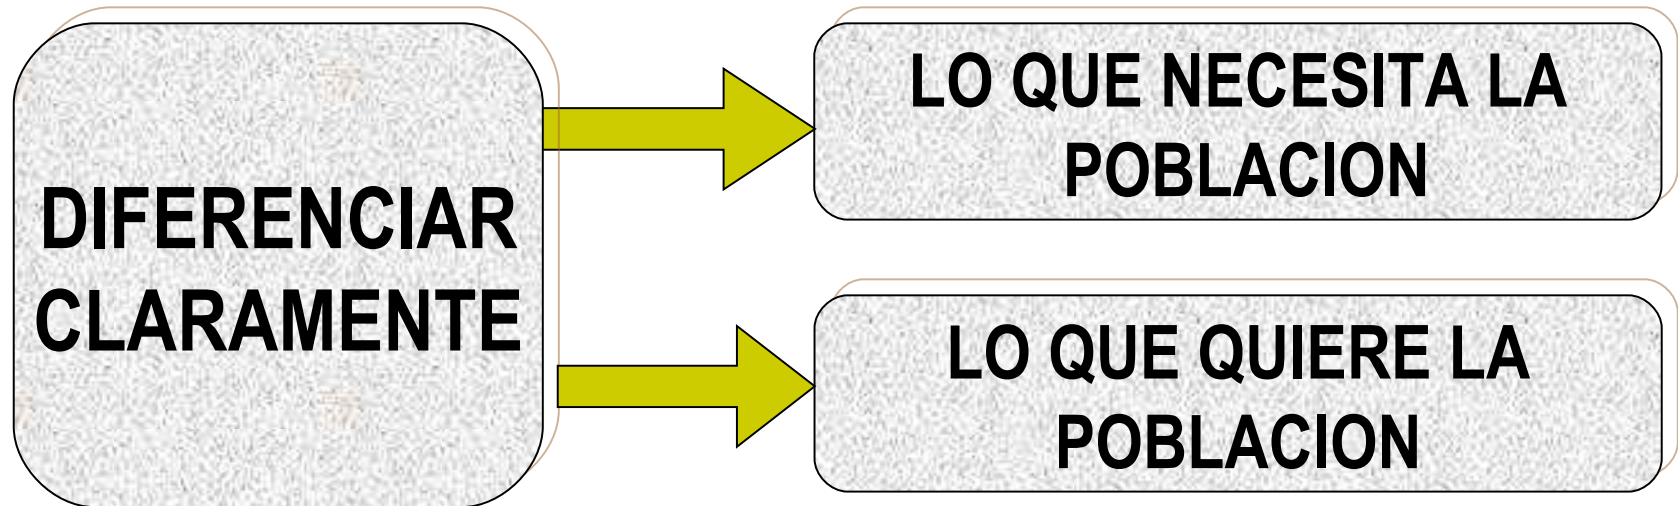 DIFERENCIAR
CLARAMENTE
LO QUE NECESITA LA
POBLACION
LO QUE QUIERE LA
POBLACION